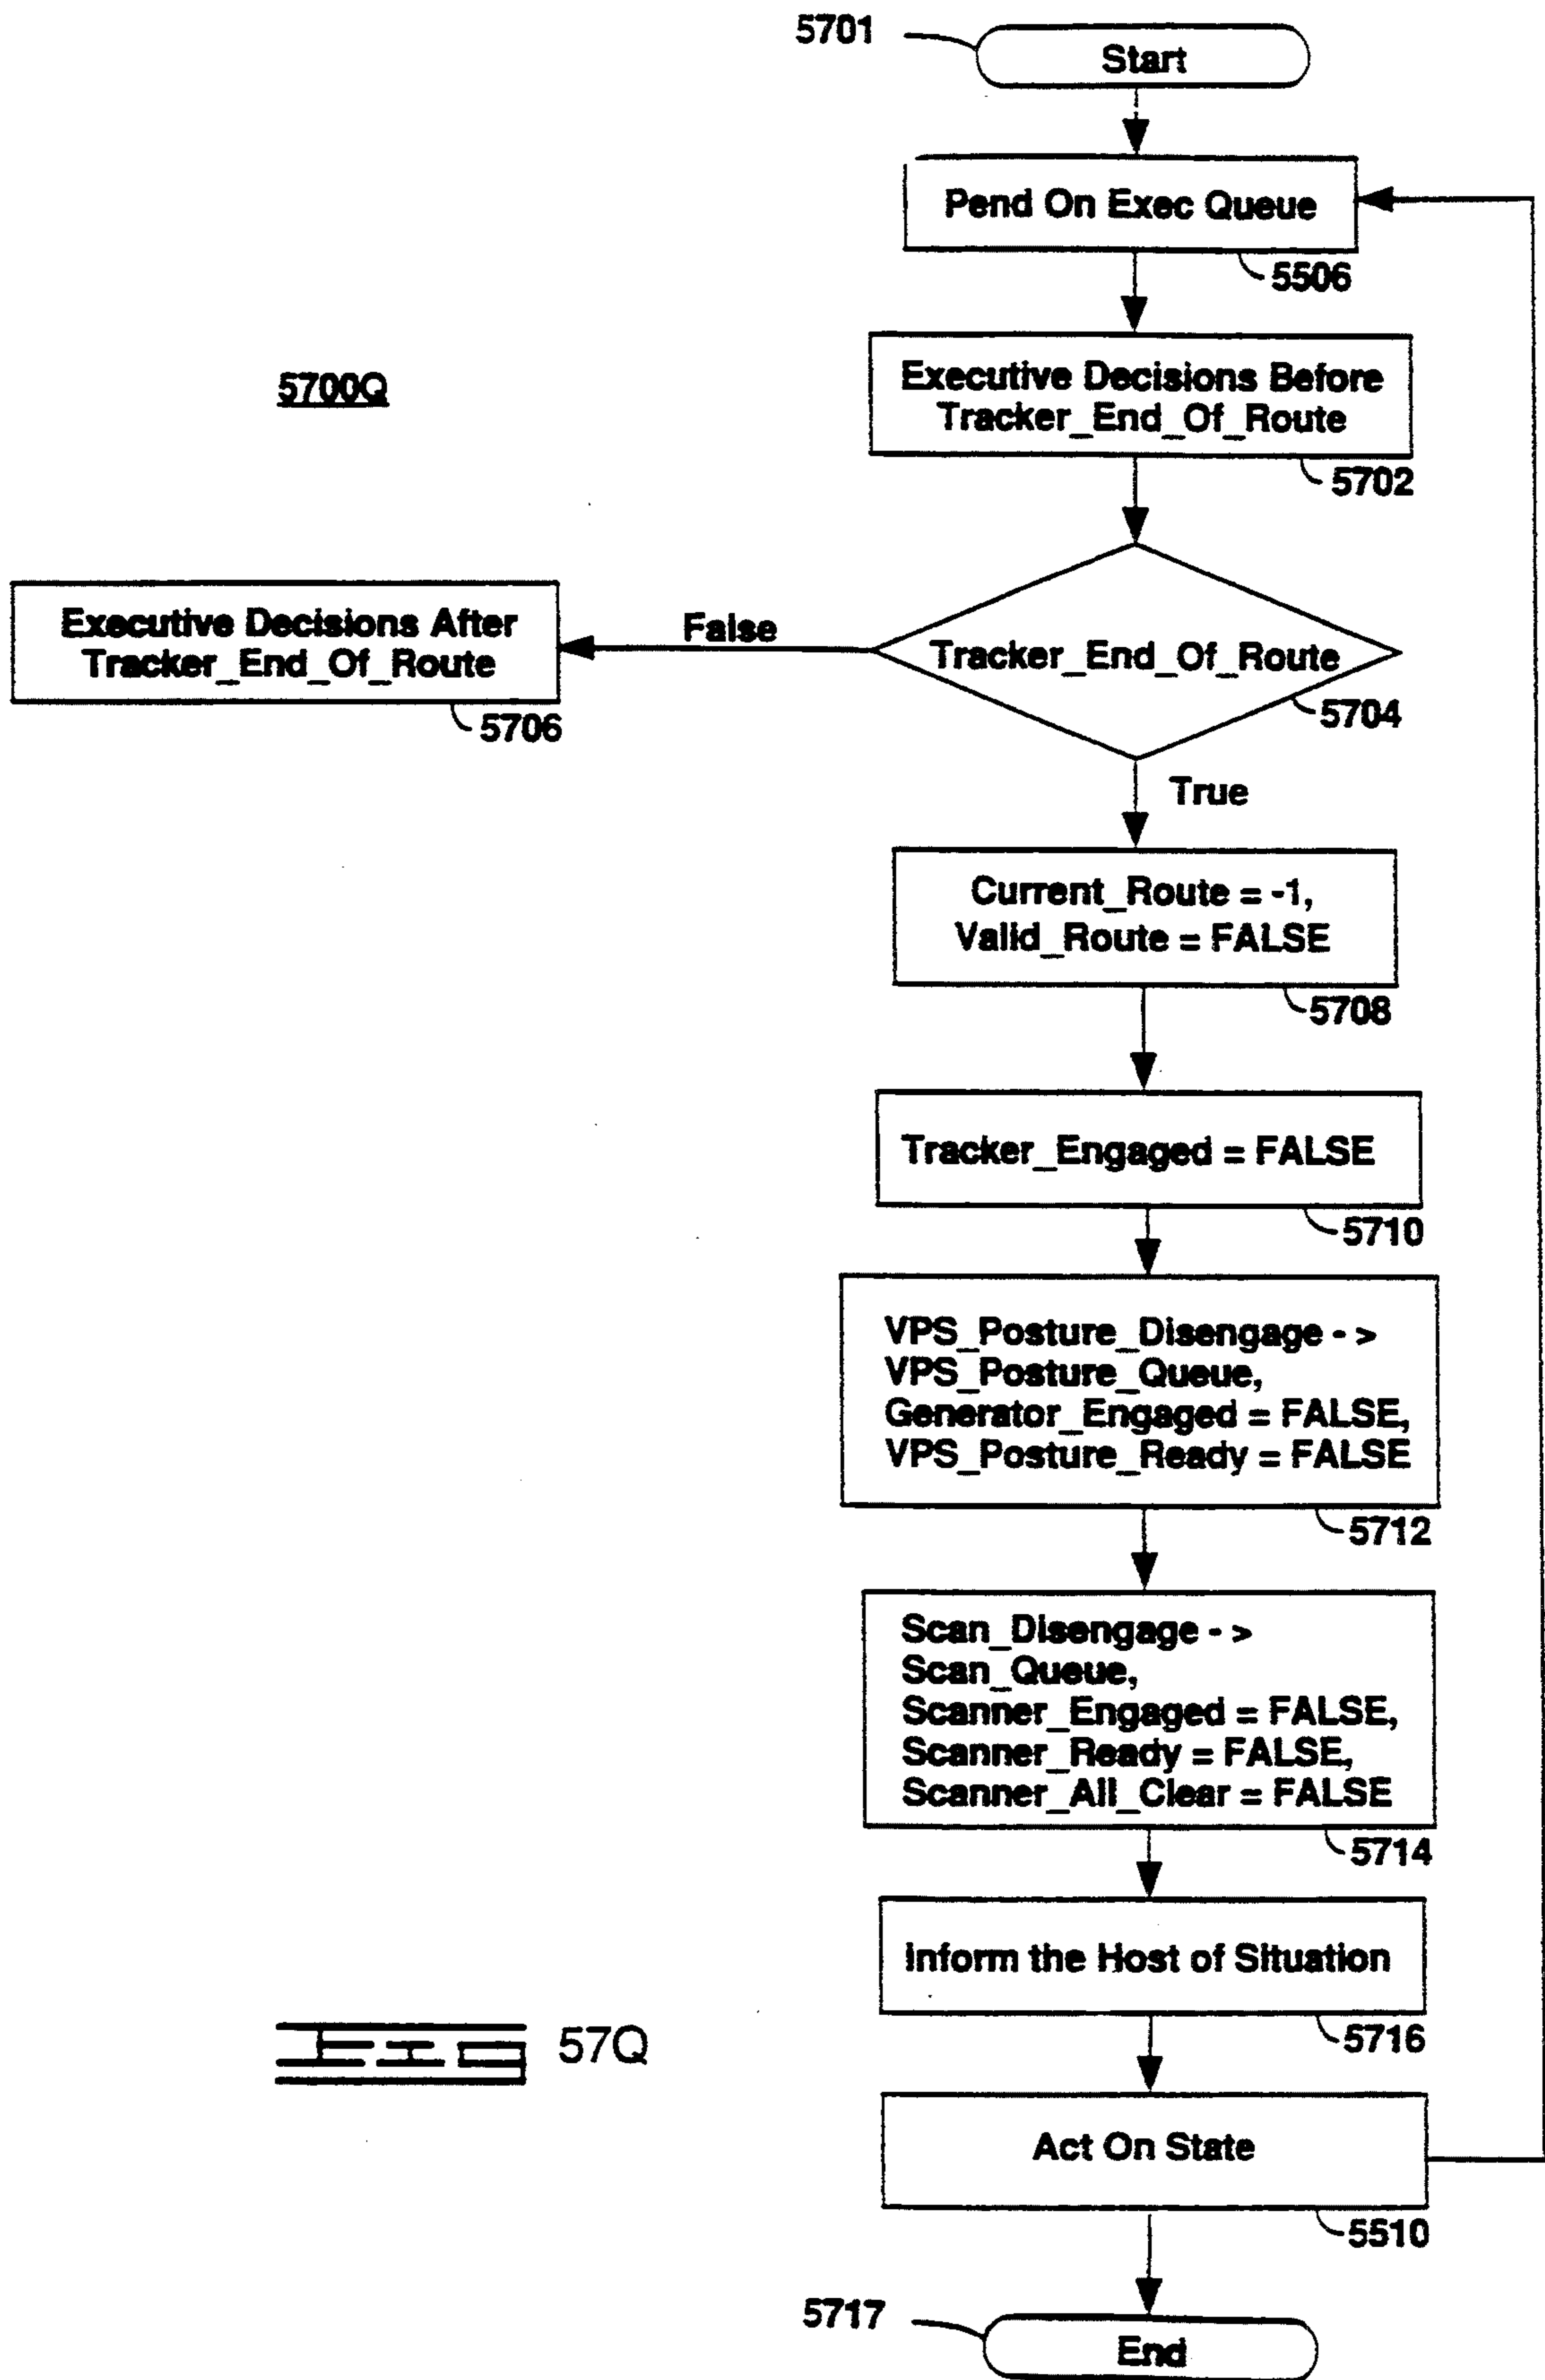 5701
Start
Pend On Exec Queue
5506
5700Q
Executive Decisions Before
Tracker_End_Of_Route
5702
Executive Decisions After
Tracker_End_Of_Route
5706
False
Tracker_End_Of_Route
5704
True
Current_Route = -1,
Valid_Route = FALSE
5708
Tracker_Engaged = FALSE
5710
VPS_Posture_Disengage - >
VPS_Posture_Queue,
Generator_Engaged = FALSE,
VPS_Posture_Ready = FALSE
5712
Scan_Disengage - >
Scan_Queue,
Scanner_Engaged = FALSE,
Scanner_Ready = FALSE,
Scanner_All_Clear = FALSE
5714
Inform the Host of Situation
5716
FIG 57Q
Act On State
5510
5717
End